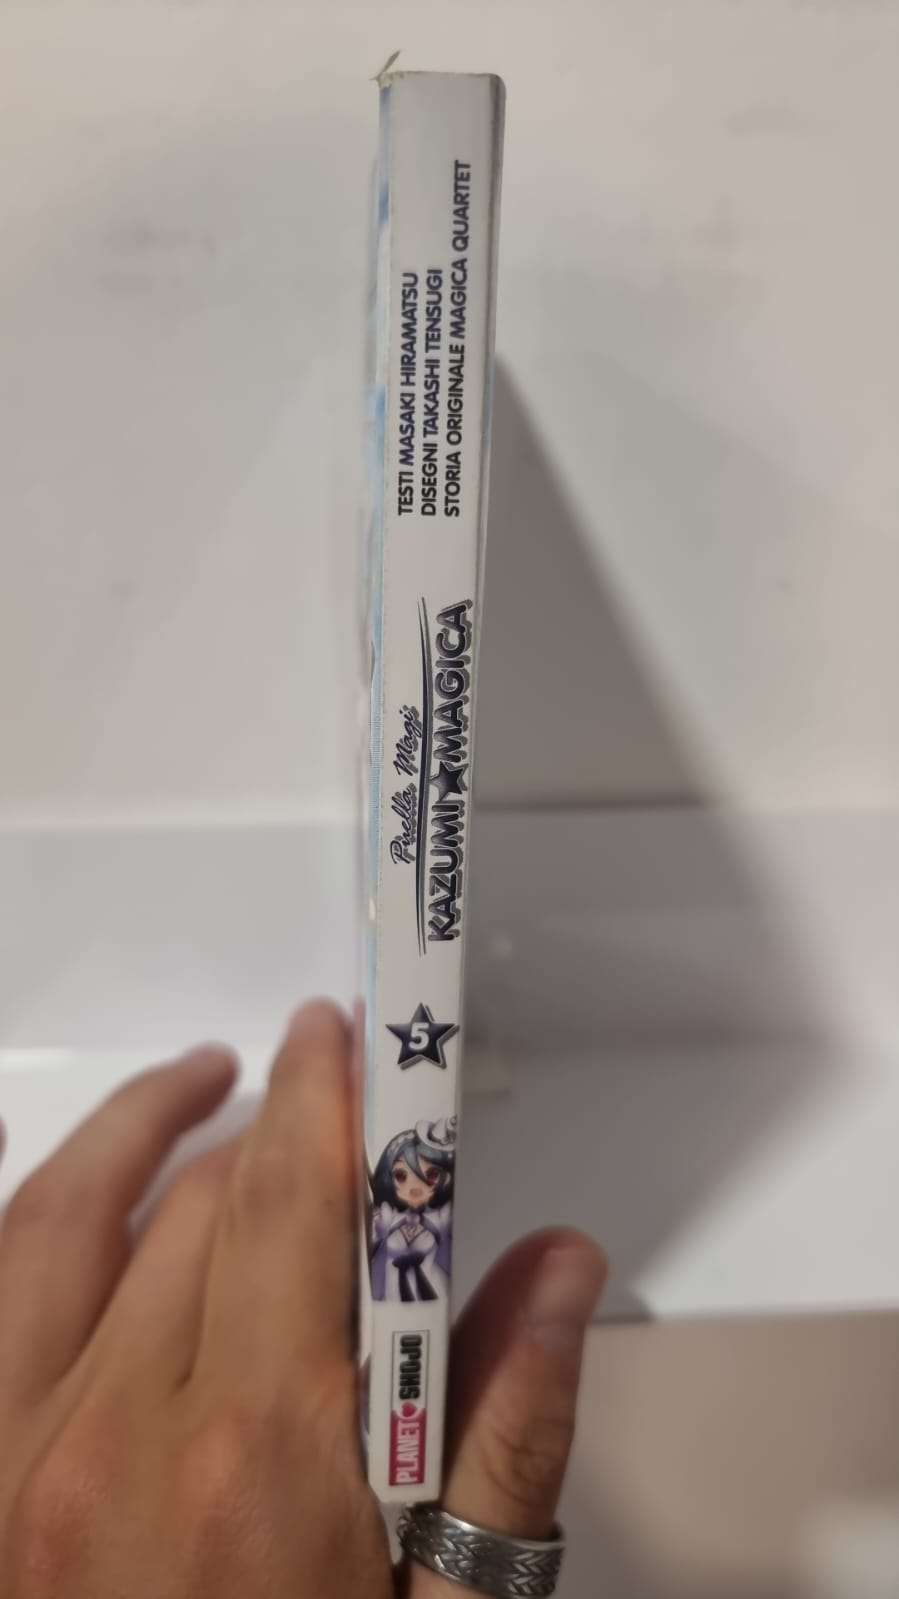 TESTI MASAKI HIRAMATSU
DISEGNI TAKASHI TENSUGI
STORIA ORIGINALE MAGICA QUARTET
Puella Magi
KAZUMI★MAGICA
5
PLANET SHOJO